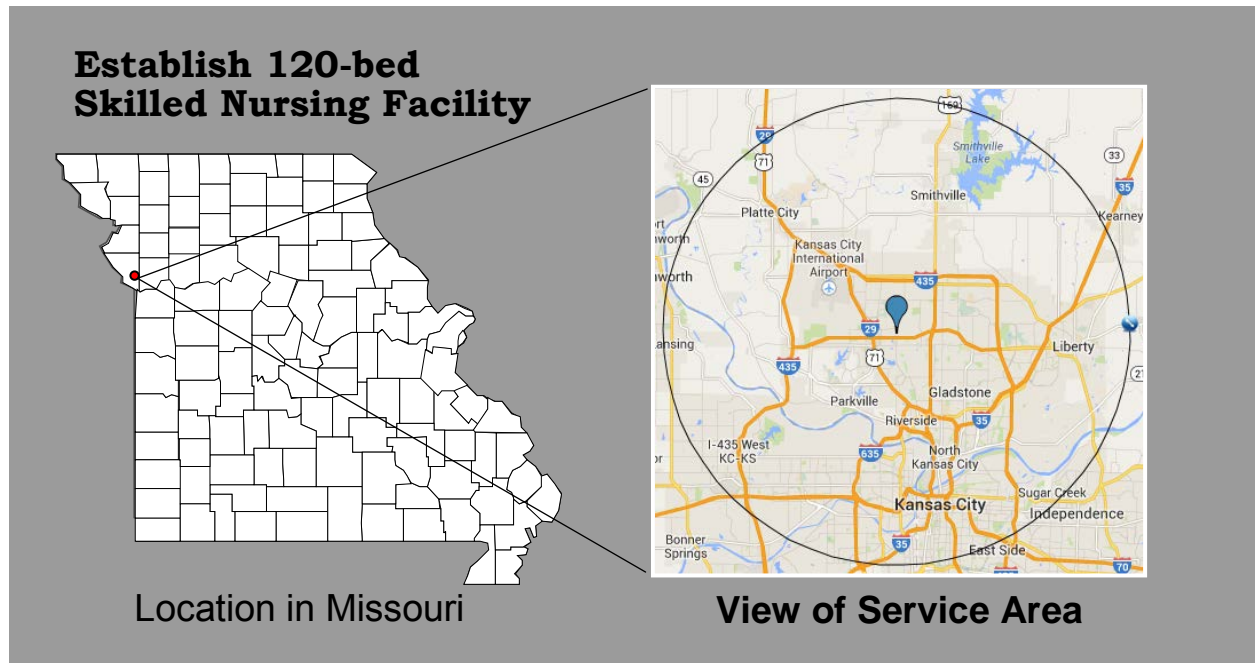 Establish 120-bed
Skilled Nursing Facility
Location in Missouri
View of Service Area
169
29
71
Smithville
Lake
33
45
35
Smithville
Kearney
Platte City
Kansas City
International
Airport
435
29
Liberty
71
435
Gladstone
Parkville
Riverside
35
I-435 West
KC-KS
635
North
Kansas City
Sugar Creek
Kansas City
Independence
Bonner
Springs
35
East Side
70